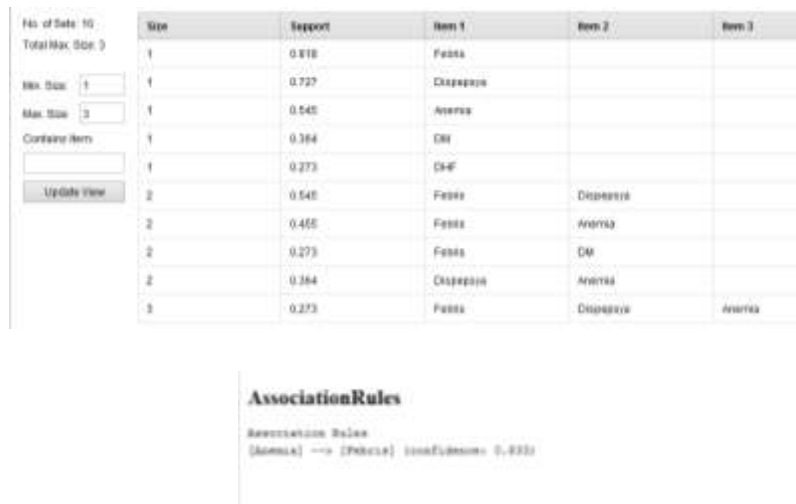 No. of Sets: 10
Total Max. Size: 3
Min. Size: 1
Max. Size: 3
Contains Item:
Update View
Size Support Item 1 Item 2 Item 3
1 0.818 Febris
1 0.727 Dispepsya
1 0.545 Anemia
1 0.364 DM
1 0.273 DHF
2 0.545 Febris Dispepsya
2 0.455 Febris Anemia
2 0.273 Febris DM
2 0.364 Dispepsya Anemia
3 0.273 Febris Dispepsya Anemia
AssociationRules
Association Rules
[Anemia] --> [Febris] (confidence: 0.833)